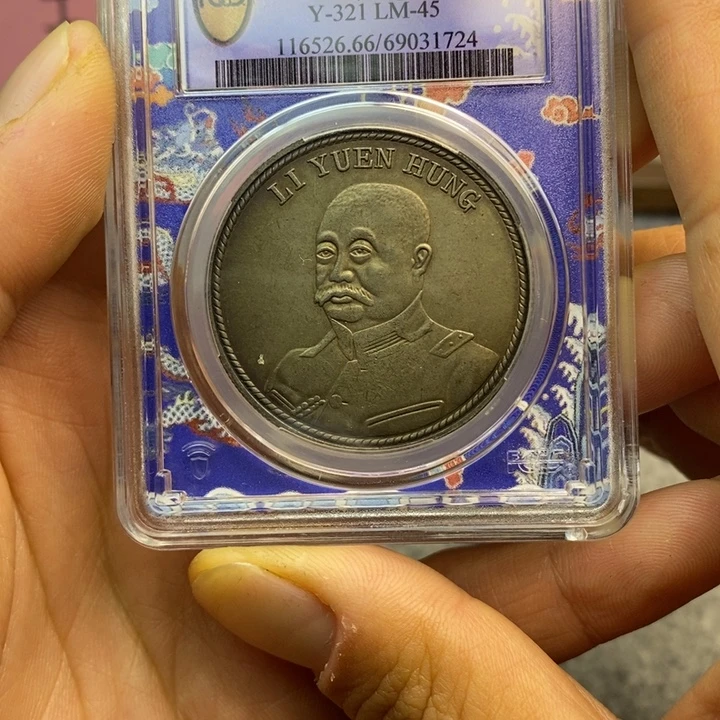 Y-321 LM-45
116526.66/69031724
LI YUEN HUNG